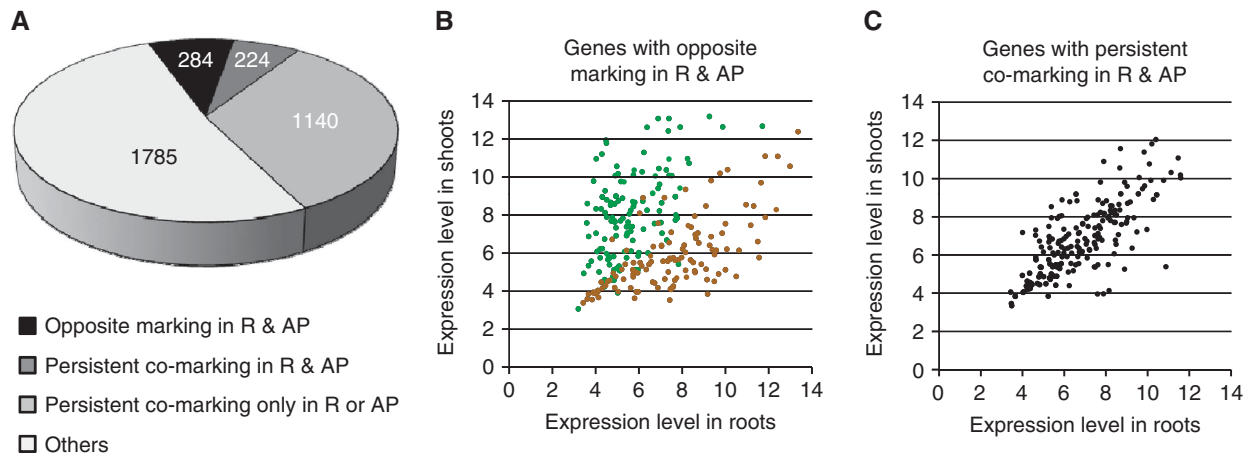 A
284
224
1140
1785
Opposite marking in R & AP
Persistent co-marking in R & AP
Persistent co-marking only in R or AP
Others
B
Genes with opposite
marking in R & AP
Expression level in shoots
14
12
10
8
6
4
2
0
0 2 4 6 8 10 12 14
Expression level in roots
C
Genes with persistent
co-marking in R & AP
Expression level in shoots
14
12
10
8
6
4
2
0
0 2 4 6 8 10 12 14
Expression level in roots